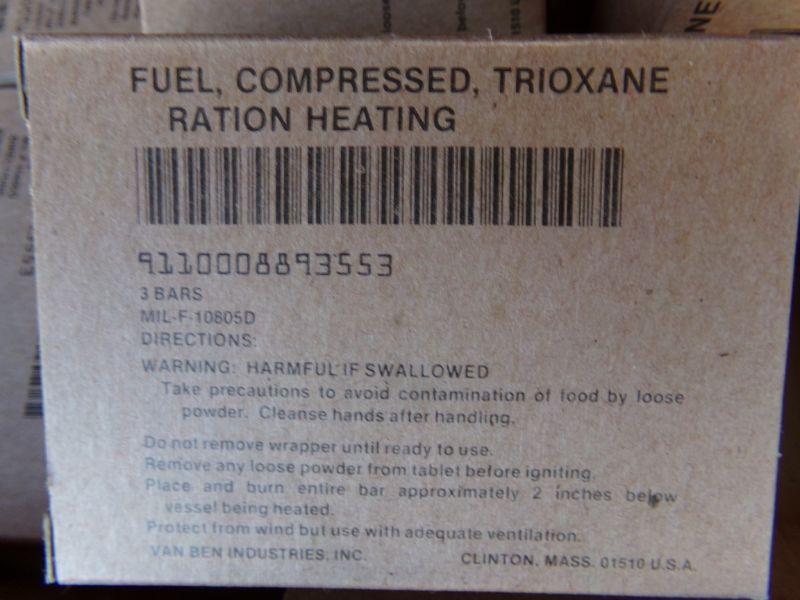 FUEL, COMPRESSED, TRIOXANE
RATION HEATING
9110008893553
3 BARS
MIL-F-10805D
DIRECTIONS:
WARNING: HARMFUL IF SWALLOWED
Take precautions to avoid contamination of food by loose
powder. Cleanse hands after handling.
Do not remove wrapper until ready to use.
Remove any loose powder from tablet before igniting.
Place and burn entire bar approximately 2 inches below
vessel being heated.
Protect from wind but use with adequate ventilation.
VAN BEN INDUSTRIES, INC. CLINTON, MASS. 01510 U.S.A.